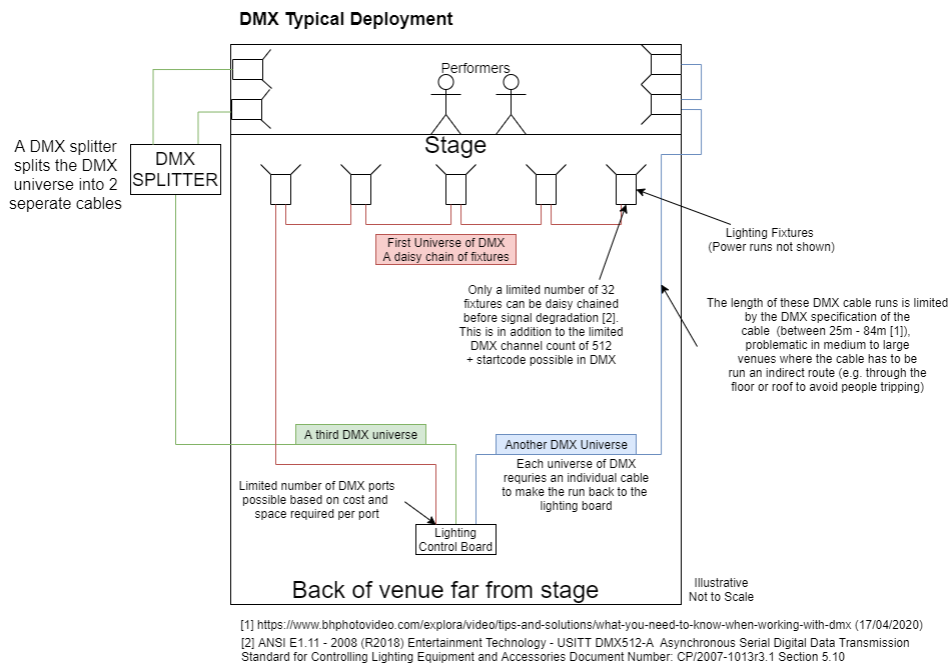 DMX Typical Deployment
Performers
Stage
A DMX splitter
splits the DMX
universe into 2
seperate cables
DMX
SPLITTER
First Universe of DMX
A daisy chain of fixtures
Lighting Fixtures
(Power runs not shown)
Only a limited number of 32
fixtures can be daisy chained
before signal degradation [2].
This is in addition to the limited
DMX channel count of 512
+ startcode possible in DMX
The length of these DMX cable runs is limited
by the DMX specification of the
cable (between 25m - 84m [1]),
problematic in medium to large
venues where the cable has to be
run an indirect route (e.g. through the
floor or roof to avoid people tripping)
A third DMX universe
Another DMX Universe
Each universe of DMX
requries an individual cable
to make the run back to the
lighting board
Limited number of DMX ports
possible based on cost and
space required per port
Lighting
Control Board
Back of venue far from stage
Illustrative
Not to Scale
[1] https://www.bhphotovideo.com/explora/video/tips-and-solutions/what-you-need-to-know-when-working-with-dmx (17/04/2020)
[2] ANSI E1.11 - 2008 (R2018) Entertainment Technology - USITT DMX512-A Asynchronous Serial Digital Data Transmission
Standard for Controlling Lighting Equipment and Accessories Document Number: CP/2007-1013r3.1 Section 5.10